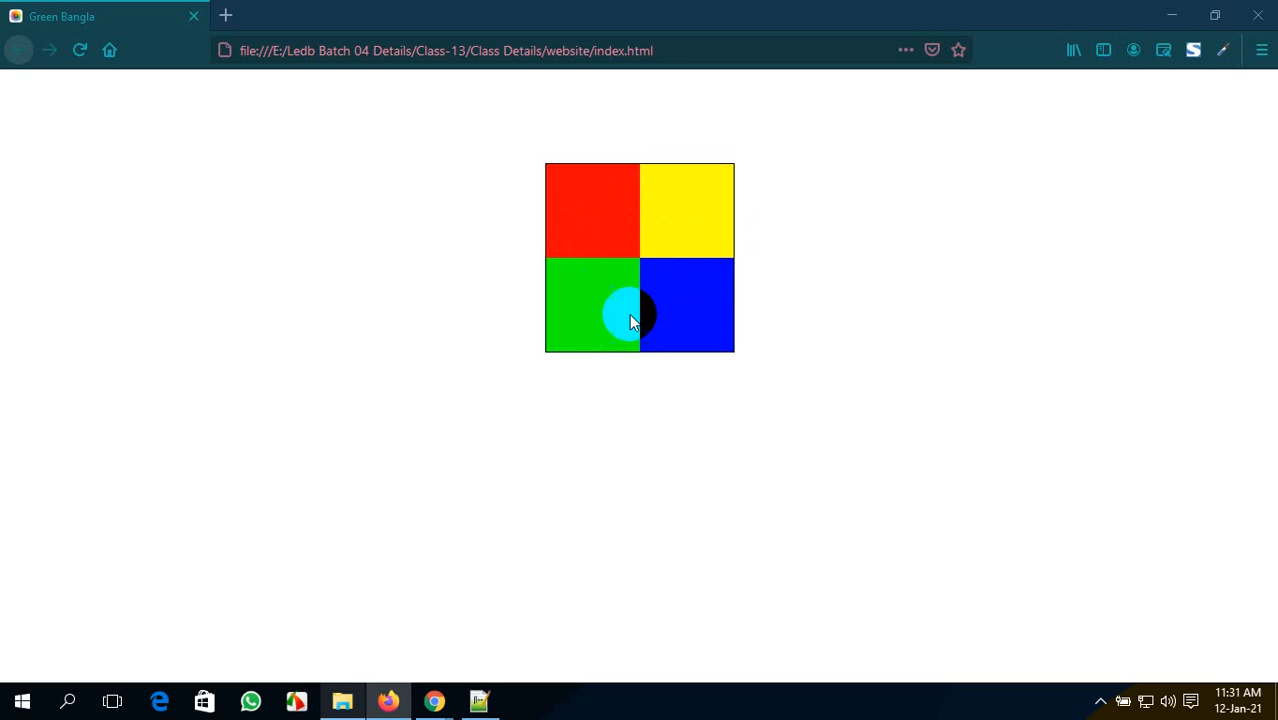 Green Bangla
file:///E:/Ledb Batch 04 Details/Class-13/Class Details/website/index.html
11:31 AM
12-Jan-21